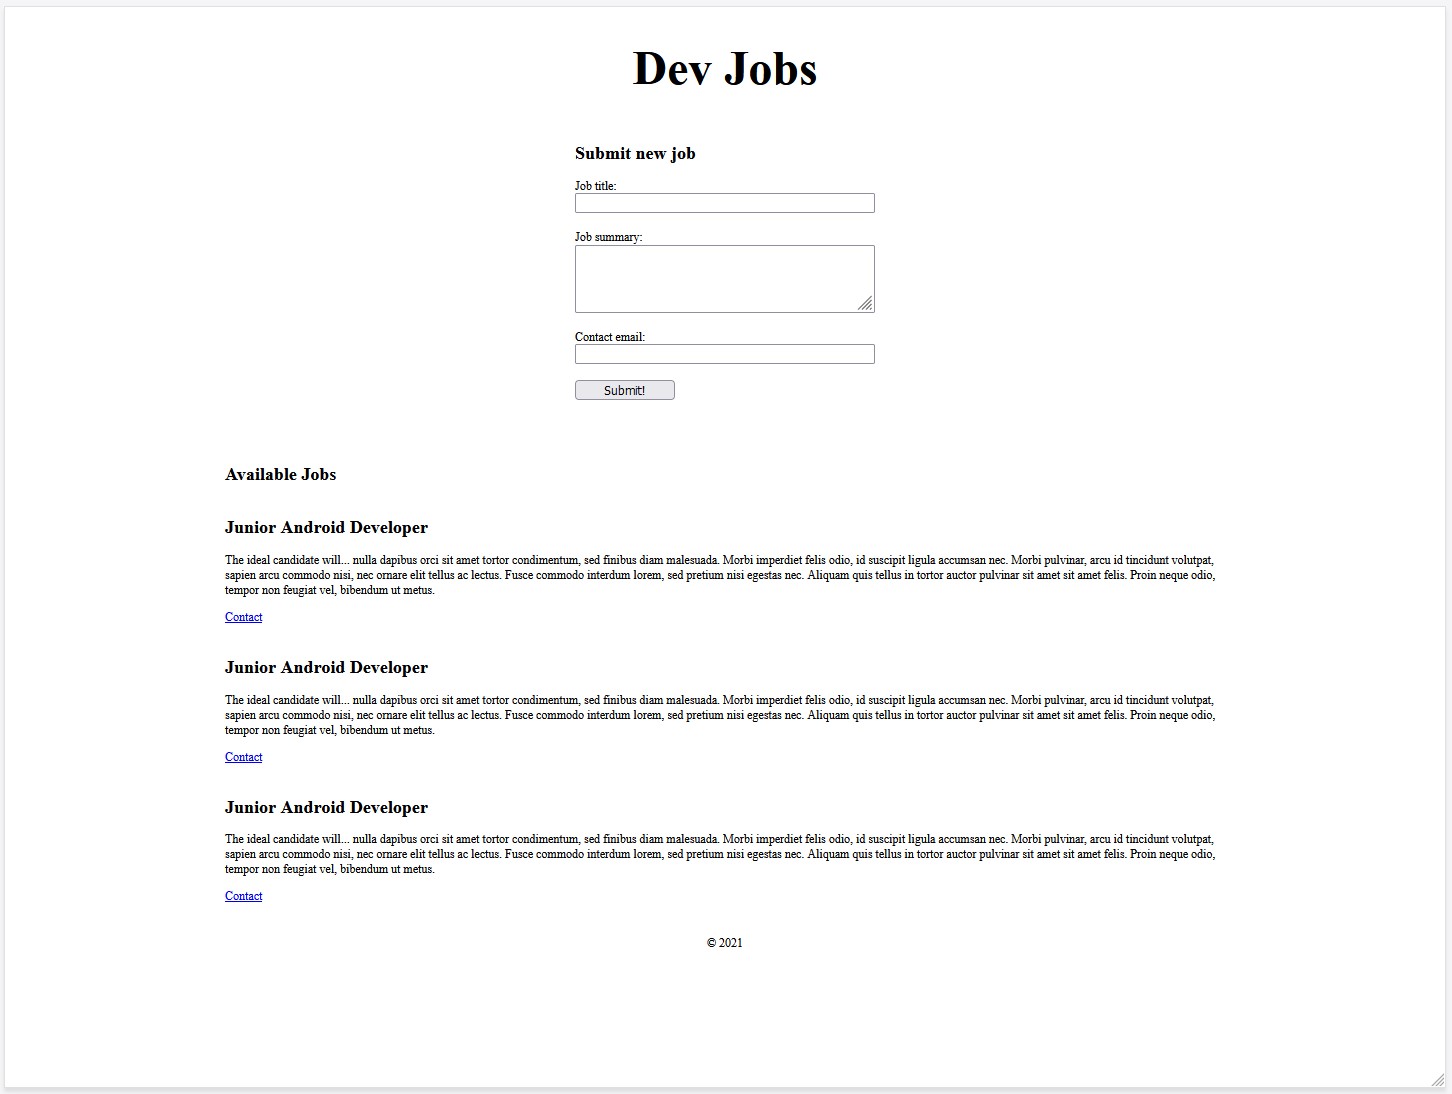 Dev Jobs
Submit new job
Job title:
Job summary:
Contact email:
Submit!
Available Jobs
Junior Android Developer
The ideal candidate will... nulla dapibus orci sit amet tortor condimentum, sed finibus diam malesuada. Morbi imperdiet felis odio, id suscipit ligula accumsan nec. Morbi pulvinar, arcu id tincidunt volutpat,
sapien arcu commodo nisi, nec ornare elit tellus ac lectus. Fusce commodo interdum lorem, sed pretium nisi egestas nec. Aliquam quis tellus in tortor auctor pulvinar sit amet sit amet felis. Proin neque odio,
tempor non feugiat vel, bibendum ut metus.
Contact
Junior Android Developer
The ideal candidate will... nulla dapibus orci sit amet tortor condimentum, sed finibus diam malesuada. Morbi imperdiet felis odio, id suscipit ligula accumsan nec. Morbi pulvinar, arcu id tincidunt volutpat,
sapien arcu commodo nisi, nec ornare elit tellus ac lectus. Fusce commodo interdum lorem, sed pretium nisi egestas nec. Aliquam quis tellus in tortor auctor pulvinar sit amet sit amet felis. Proin neque odio,
tempor non feugiat vel, bibendum ut metus.
Contact
Junior Android Developer
The ideal candidate will... nulla dapibus orci sit amet tortor condimentum, sed finibus diam malesuada. Morbi imperdiet felis odio, id suscipit ligula accumsan nec. Morbi pulvinar, arcu id tincidunt volutpat,
sapien arcu commodo nisi, nec ornare elit tellus ac lectus. Fusce commodo interdum lorem, sed pretium nisi egestas nec. Aliquam quis tellus in tortor auctor pulvinar sit amet sit amet felis. Proin neque odio,
tempor non feugiat vel, bibendum ut metus.
Contact
© 2021